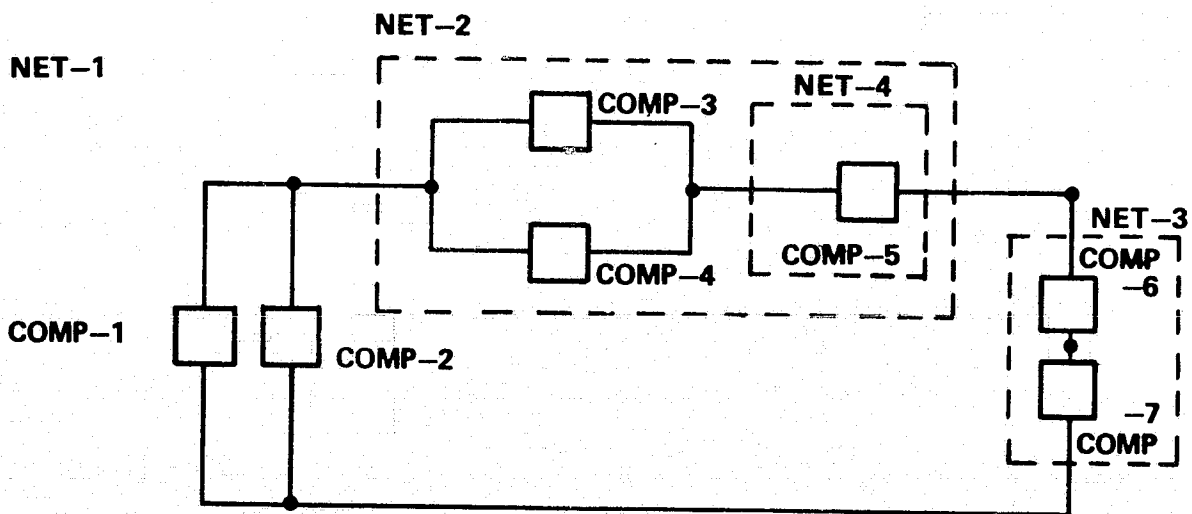 NET–2
NET–1
NET–4
COMP–3
NET–3
COMP–5
COMP
–6
COMP–4
COMP–1
COMP–2
–7
COMP